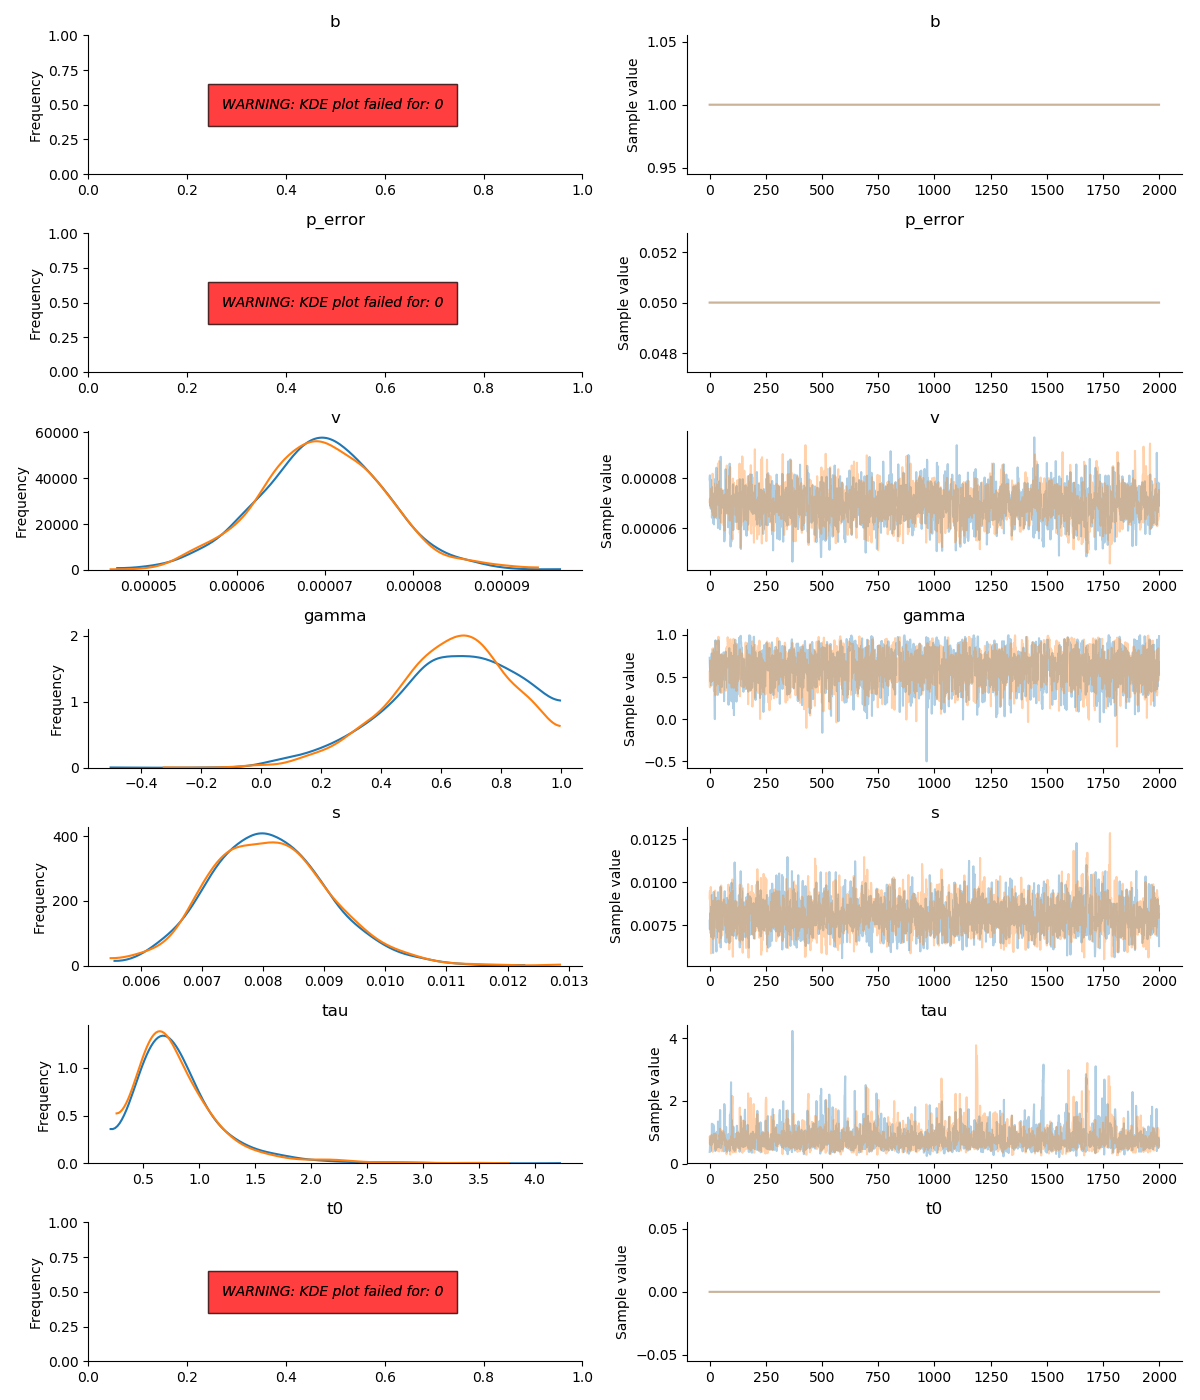 b
1.00
0.75
0.50
0.25
0.00
Frequency
WARNING: KDE plot failed for: 0
0.0 0.2 0.4 0.6 0.8 1.0
b
1.05
1.00
0.95
Sample value
0 250 500 750 1000 1250 1500 1750 2000
p_error
1.00
0.75
0.50
0.25
0.00
Frequency
WARNING: KDE plot failed for: 0
0.0 0.2 0.4 0.6 0.8 1.0
p_error
0.052
0.050
0.048
Sample value
0 250 500 750 1000 1250 1500 1750 2000
v
60000
40000
20000
0
Frequency
0.00005 0.00006 0.00007 0.00008 0.00009
v
0.00008
0.00006
Sample value
0 250 500 750 1000 1250 1500 1750 2000
gamma
2
1
0
Frequency
−0.4 −0.2 0.0 0.2 0.4 0.6 0.8 1.0
gamma
1.0
0.5
0.0
−0.5
Sample value
0 250 500 750 1000 1250 1500 1750 2000
s
400
200
0
Frequency
0.006 0.007 0.008 0.009 0.010 0.011 0.012 0.013
s
0.0125
0.0100
0.0075
Sample value
0 250 500 750 1000 1250 1500 1750 2000
tau
1.0
0.5
0.0
Frequency
0.5 1.0 1.5 2.0 2.5 3.0 3.5 4.0
tau
4
2
0
Sample value
0 250 500 750 1000 1250 1500 1750 2000
t0
1.00
0.75
0.50
0.25
0.00
Frequency
WARNING: KDE plot failed for: 0
0.0 0.2 0.4 0.6 0.8 1.0
t0
0.05
0.00
−0.05
Sample value
0 250 500 750 1000 1250 1500 1750 2000